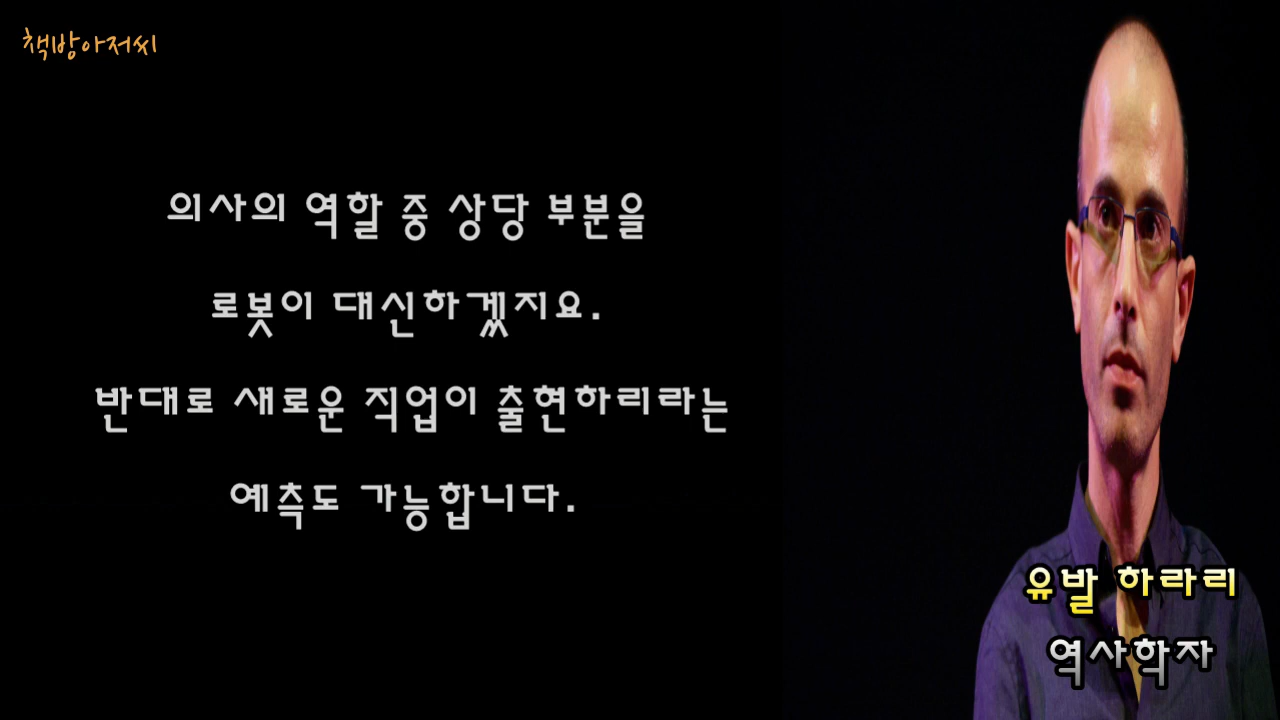 책방아저씨
의사의 역할 중 상당 부분을
로봇이 대신하겠지요.
반대로 새로운 직업이 출현하리라는
예측도 가능합니다.
유발 하라리
역사학자